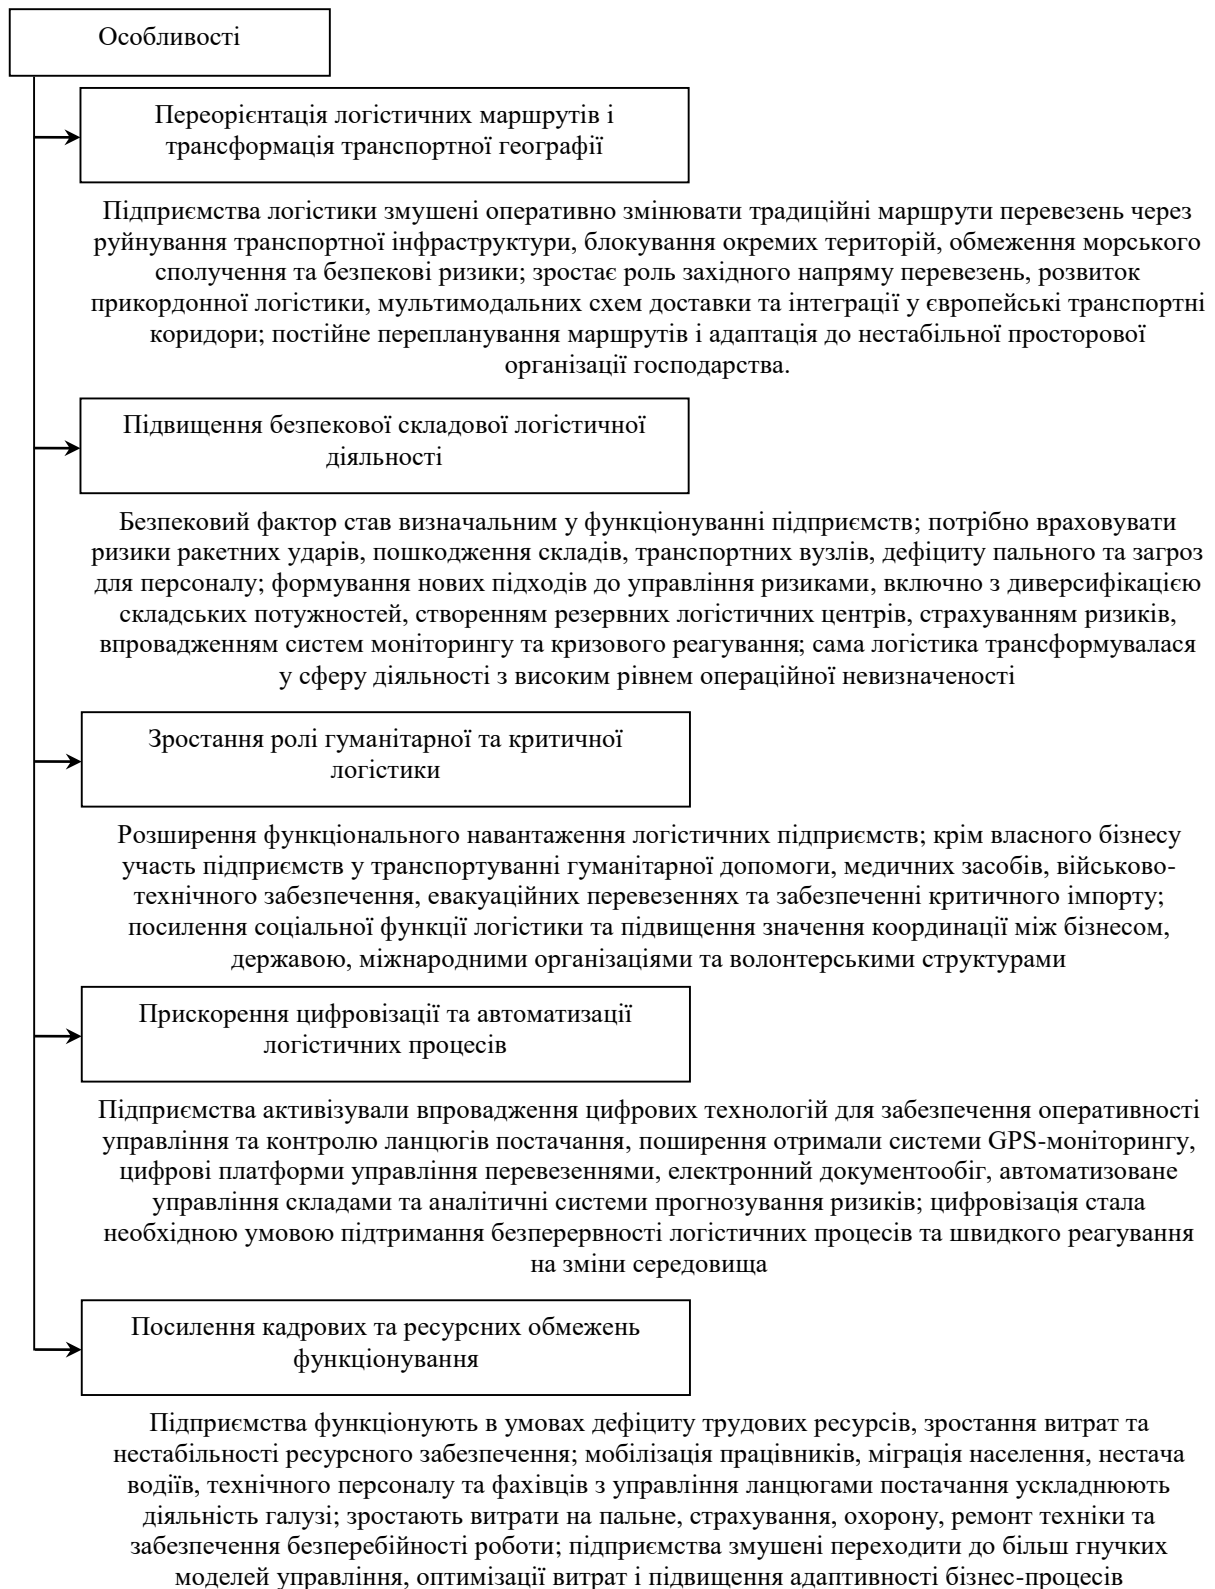 Особливості
Переорієнтація логістичних маршрутів і
трансформація транспортної географії
Підприємства логістики змушені оперативно змінювати традиційні маршрути перевезень через
руйнування транспортної інфраструктури, блокування окремих територій, обмеження морського
сполучення та безпекові ризики; зростає роль західного напряму перевезень, розвиток
прикордонної логістики, мультимодальних схем доставки та інтеграції у європейські транспортні
коридори; постійне перепланування маршрутів і адаптація до нестабільної просторової
організації господарства.
Підвищення безпекової складової логістичної
діяльності
Безпековий фактор став визначальним у функціонуванні підприємств; потрібно враховувати
ризики ракетних ударів, пошкодження складів, транспортних вузлів, дефіциту пального та загроз
для персоналу; формування нових підходів до управління ризиками, включно з диверсифікацією
складських потужностей, створенням резервних логістичних центрів, страхуванням ризиків,
впровадженням систем моніторингу та кризового реагування; сама логістика трансформувалася
у сферу діяльності з високим рівнем операційної невизначеності
Зростання ролі гуманітарної та критичної
логістики
Розширення функціонального навантаження логістичних підприємств; крім власного бізнесу
участь підприємств у транспортуванні гуманітарної допомоги, медичних засобів, військово-
технічного забезпечення, евакуаційних перевезеннях та забезпеченні критичного імпорту;
посилення соціальної функції логістики та підвищення значення координації між бізнесом,
державою, міжнародними організаціями та волонтерськими структурами
Прискорення цифровізації та автоматизації
логістичних процесів
Підприємства активізували впровадження цифрових технологій для забезпечення оперативності
управління та контролю ланцюгів постачання, поширення отримали системи GPS-моніторингу,
цифрові платформи управління перевезеннями, електронний документообіг, автоматизоване
управління складами та аналітичні системи прогнозування ризиків; цифровізація стала
необхідною умовою підтримання безперервності логістичних процесів та швидкого реагування
на зміни середовища
Посилення кадрових та ресурсних обмежень
функціонування
Підприємства функціонують в умовах дефіциту трудових ресурсів, зростання витрат та
нестабільності ресурсного забезпечення; мобілізація працівників, міграція населення, нестача
водіїв, технічного персоналу та фахівців з управління ланцюгами постачання ускладнюють
діяльність галузі; зростають витрати на пальне, страхування, охорону, ремонт техніки та
забезпечення безперебійності роботи; підприємства змушені переходити до більш гнучких
моделей управління, оптимізації витрат і підвищення адаптивності бізнес-процесів